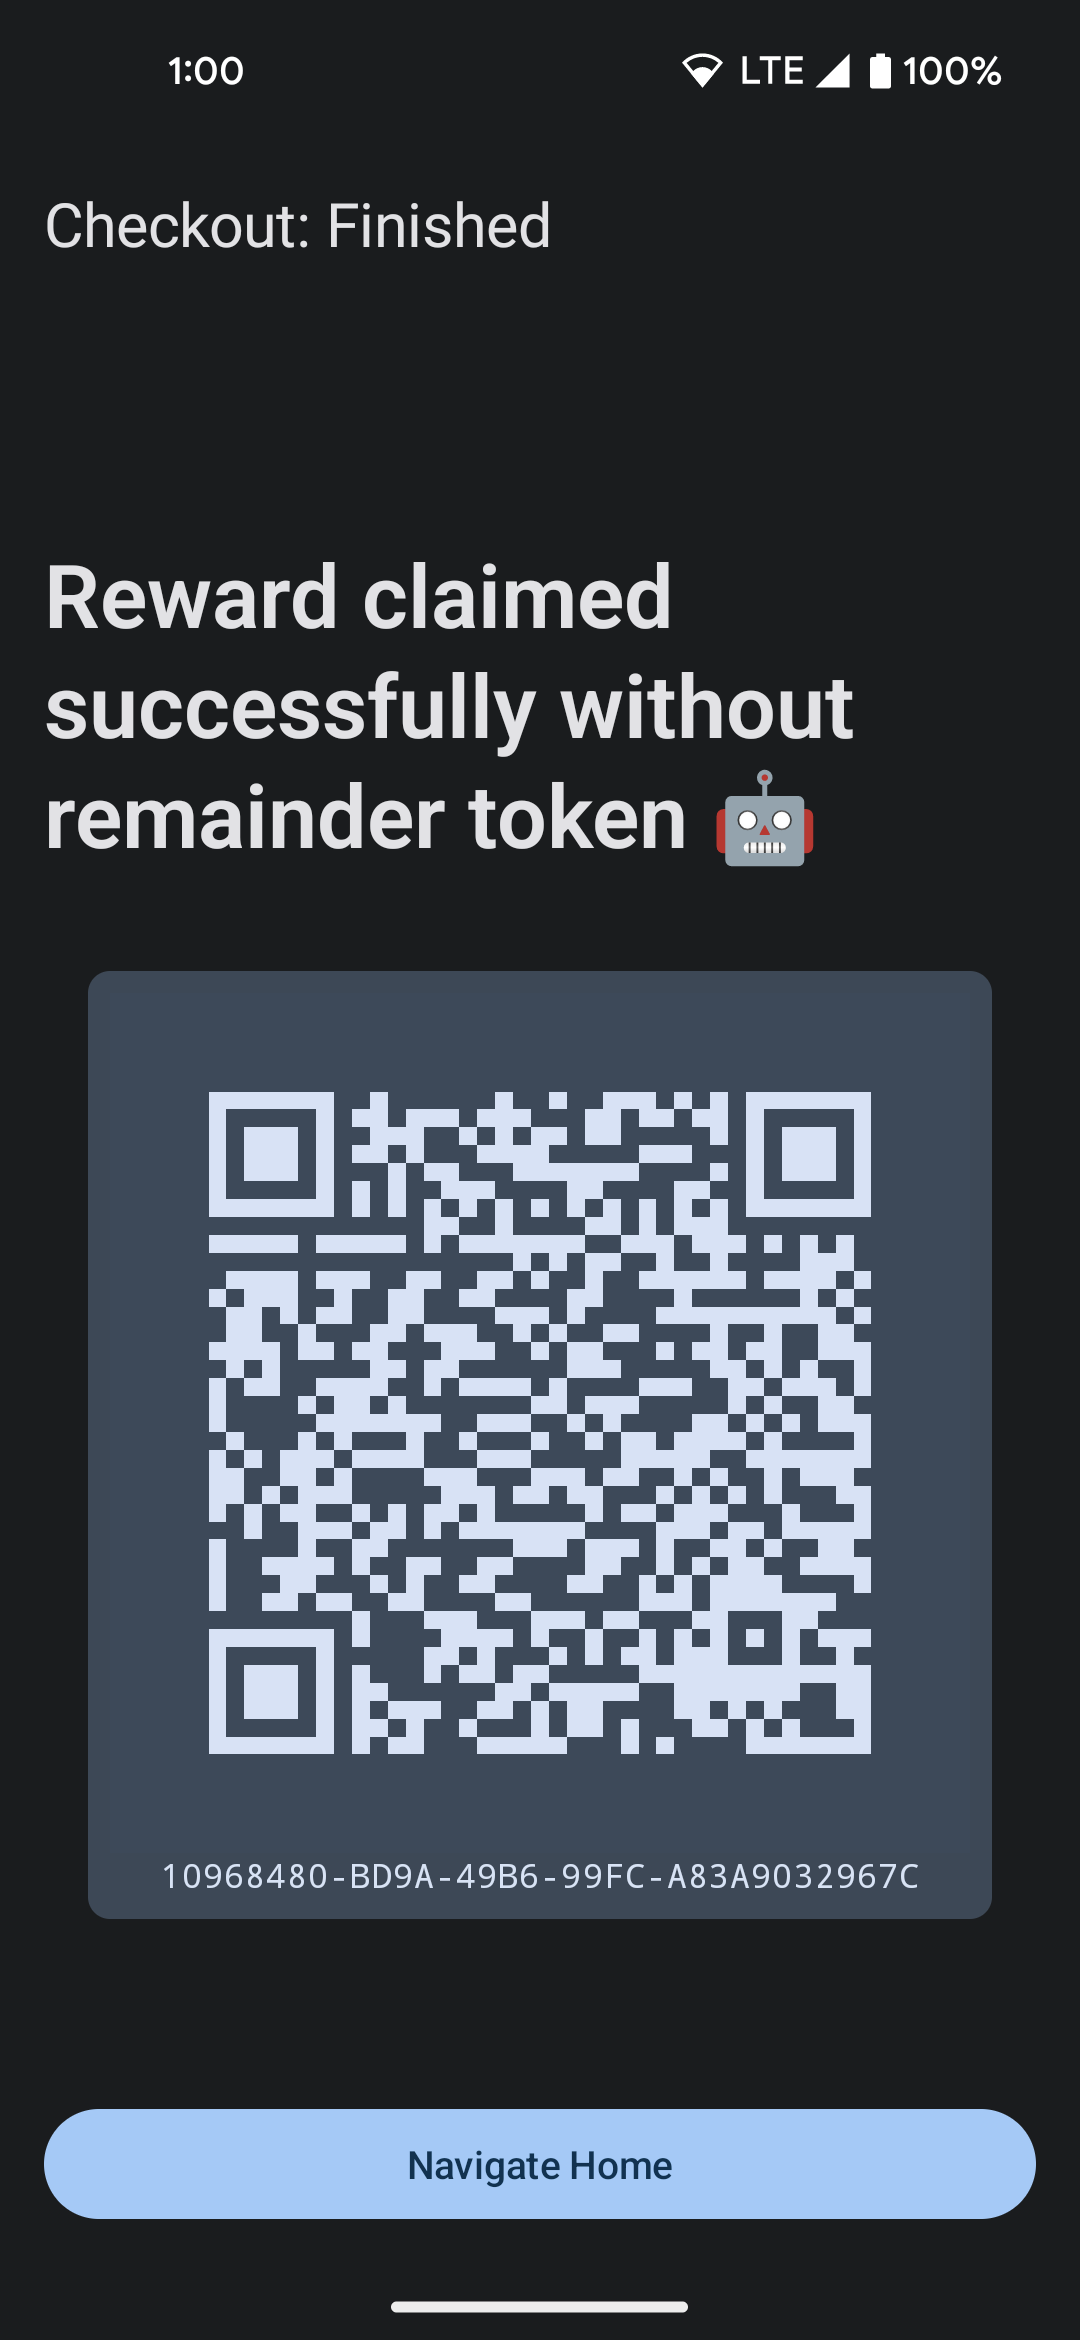 1:00 LTE 100%
Checkout: Finished
Reward claimed
successfully without
remainder token 🤖
10968480-BD9A-49B6-99FC-A83A9032967C
Navigate Home